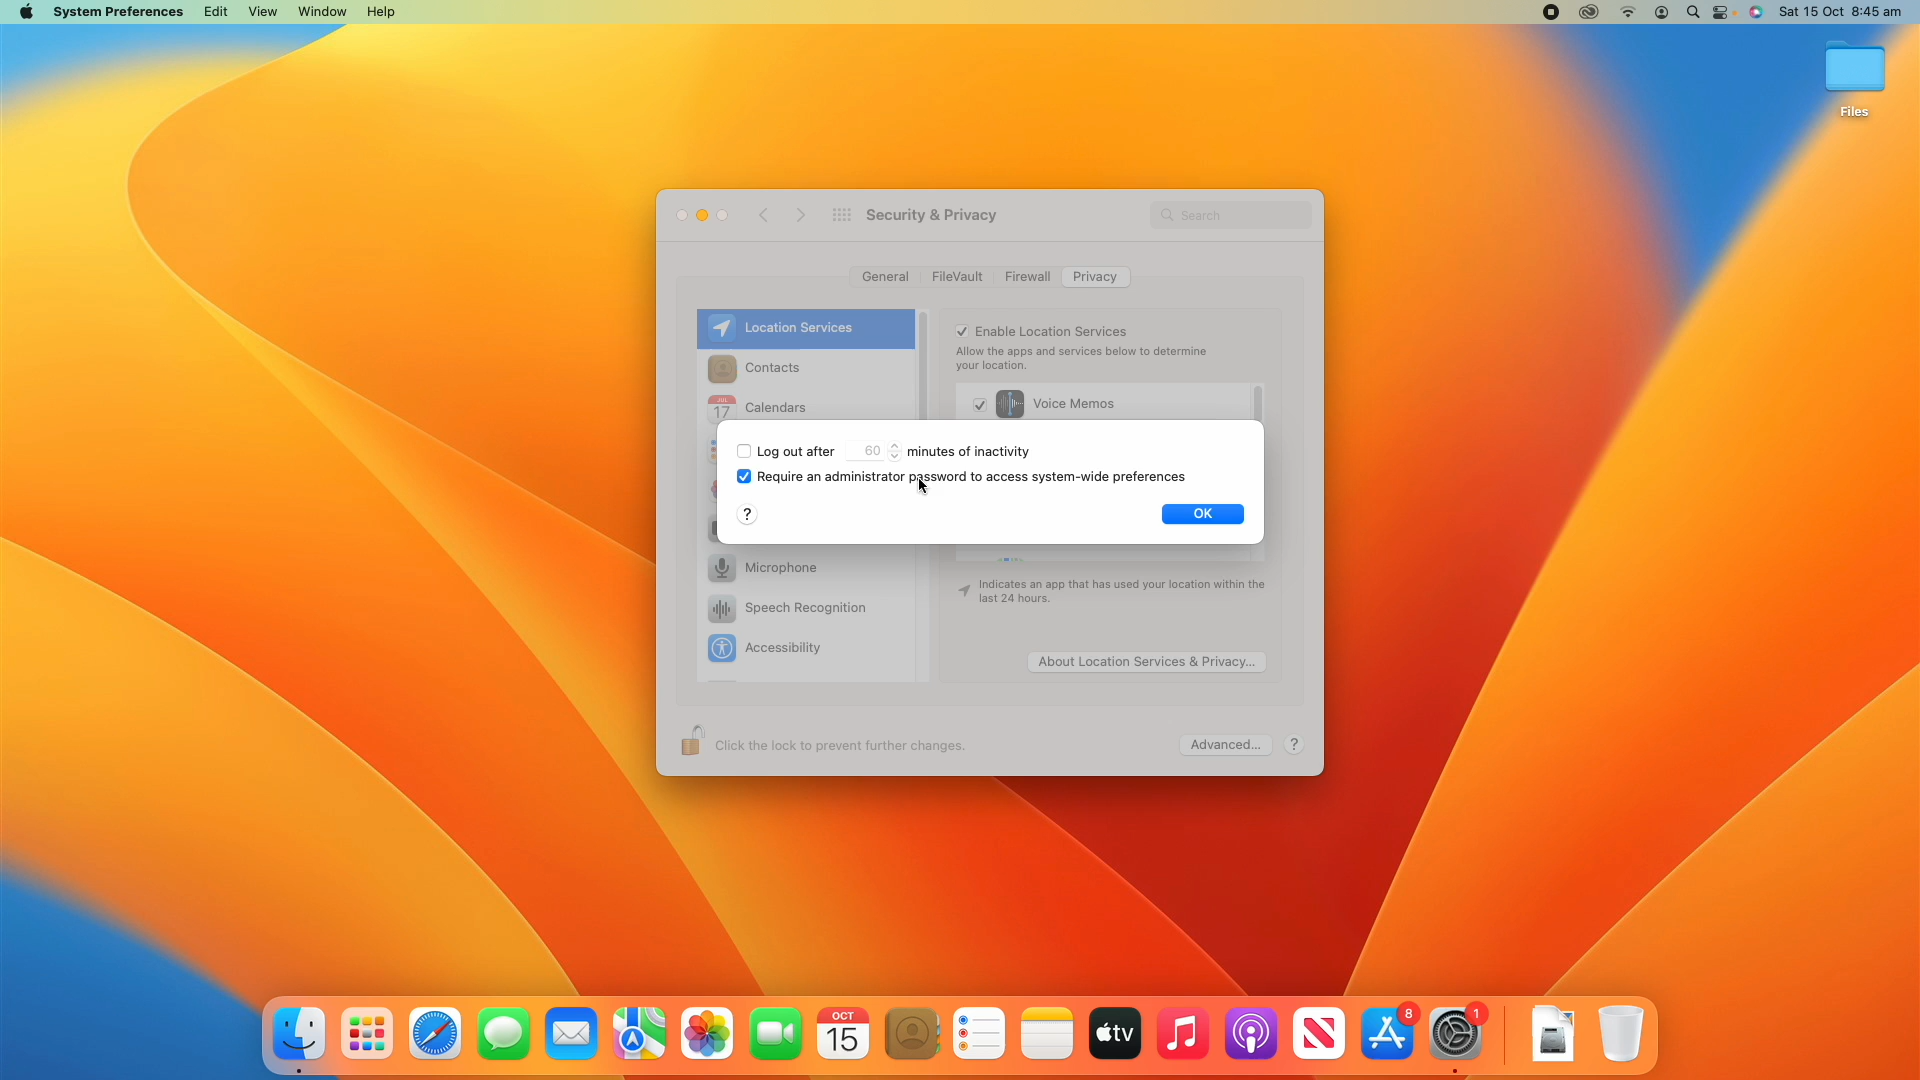 System Preferences Edit View Window Help
Sat 15 Oct 8:45 am
Files
Security & Privacy
Search
General FileVault Firewall Privacy
Location Services
Contacts
JUL
17
Calendars
Enable Location Services
Allow the apps and services below to determine
your location.
Voice Memos
Log out after 60 minutes of inactivity
Require an administrator password to access system-wide preferences
? OK
Microphone
Speech Recognition
Accessibility
Indicates an app that has used your location within the
last 24 hours.
About Location Services & Privacy...
Click the lock to prevent further changes.
Advanced... ?
OCT
15
tv
8
1